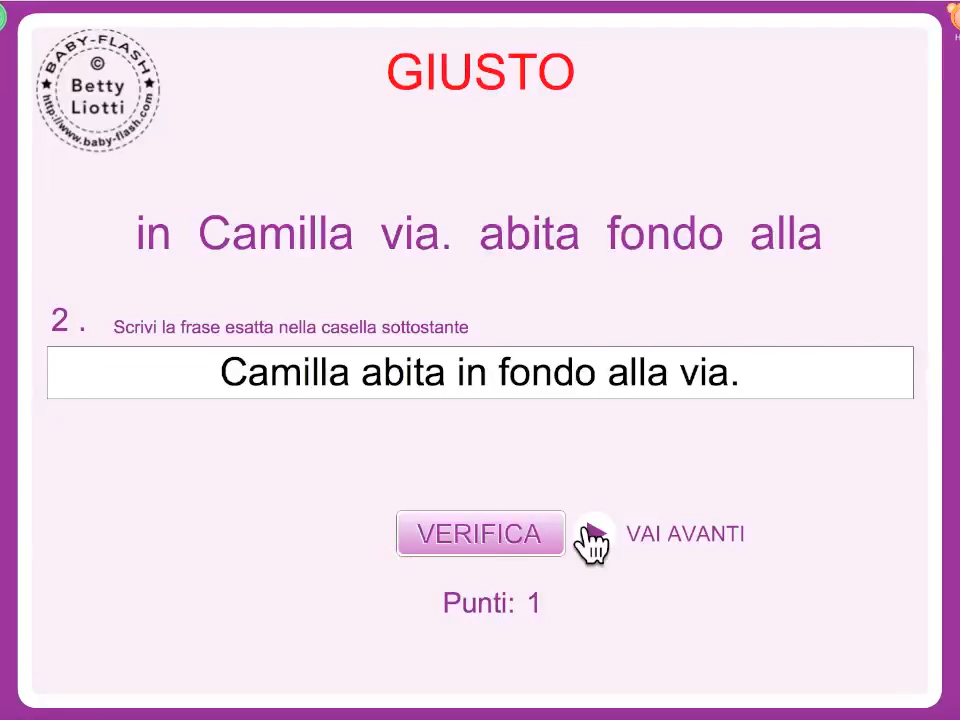 BABY-FLASH
©
Betty
Liotti
http://www.baby-flash.com
GIUSTO
in Camilla via. abita fondo alla
2 . Scrivi la frase esatta nella casella sottostante
Camilla abita in fondo alla via.
VERIFICA
VAI AVANTI
Punti: 1